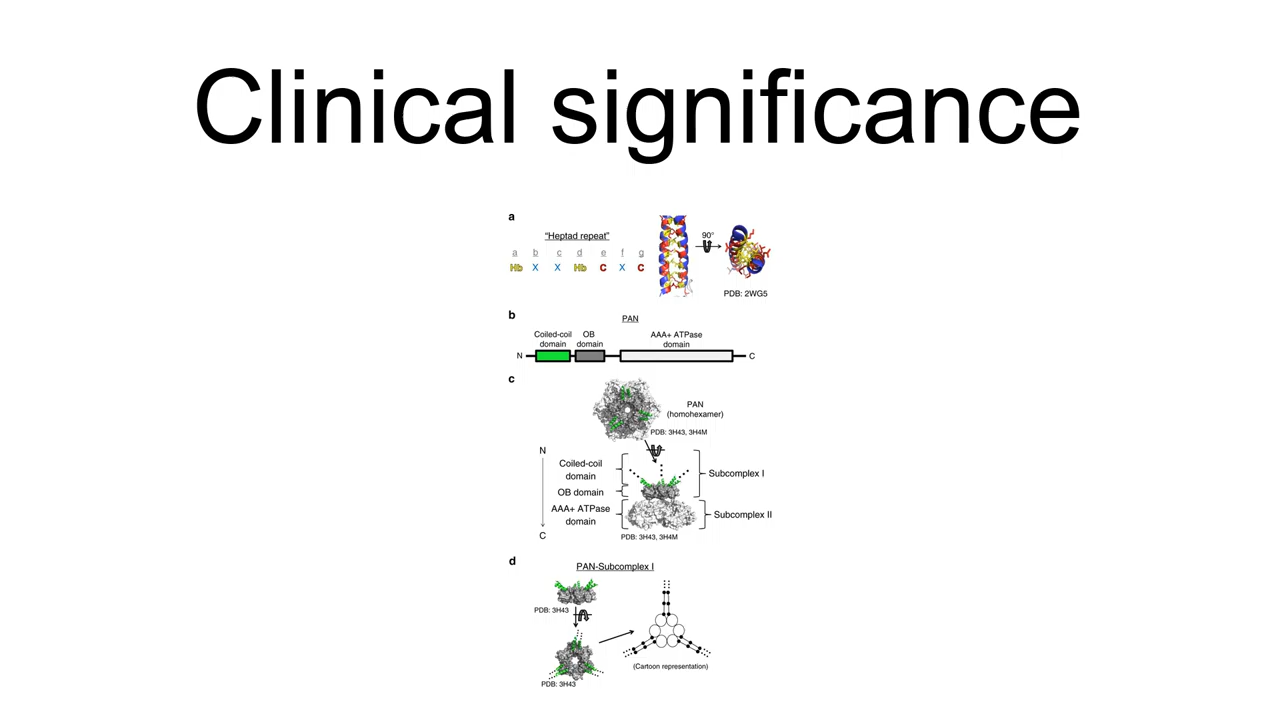 Clinical significance
a
"Heptad repeat"
a b c d e f g
Hb X X Hb C X C
90°
PDB: 2WG5
b
PAN
Coiled-coil domain
OB domain
AAA+ ATPase domain
N
C
c
PAN
(homohexamer)
PDB: 3H43, 3H4M
N
C
Coiled-coil
domain
OB domain
AAA+ ATPase
domain
Subcomplex I
Subcomplex II
PDB: 3H43, 3H4M
d
PAN-Subcomplex I
PDB: 3H43
PDB: 3H43
(Cartoon representation)